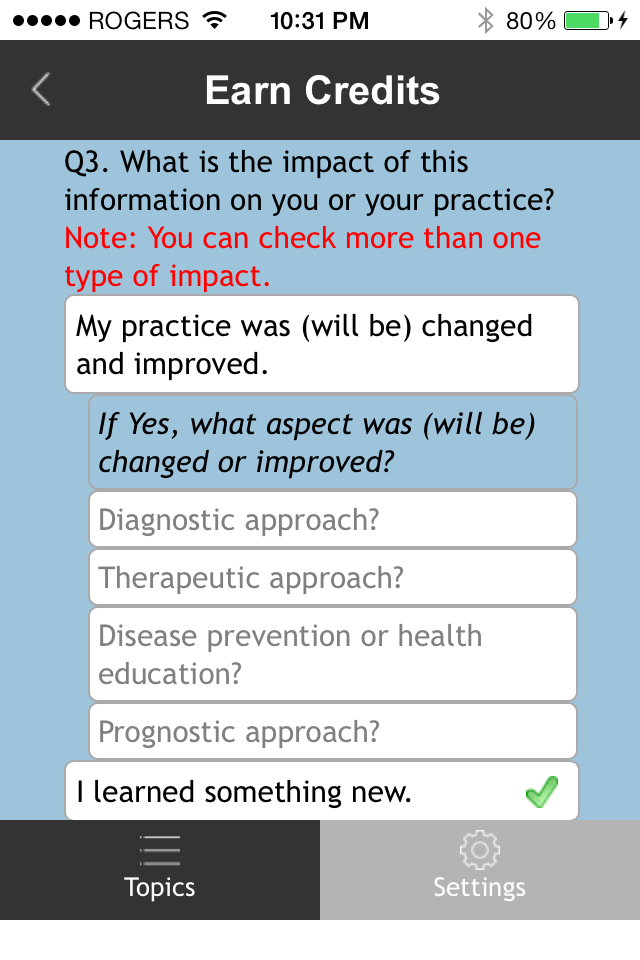 ROGERS 10:31 PM 80%
Earn Credits
Q3. What is the impact of this
information on you or your practice?
Note: You can check more than one
type of impact.
My practice was (will be) changed
and improved.
If Yes, what aspect was (will be)
changed or improved?
Diagnostic approach?
Therapeutic approach?
Disease prevention or health
education?
Prognostic approach?
I learned something new.
Topics Settings